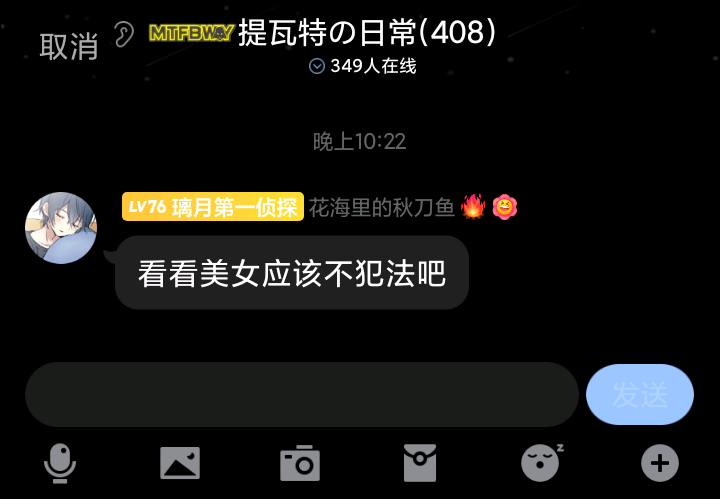 取消
MTFBWY 提瓦特の日常(408)
349人在线
晚上10:22
LV76 璃月第一侦探 花海里的秋刀鱼
看看美女应该不犯法吧
发送